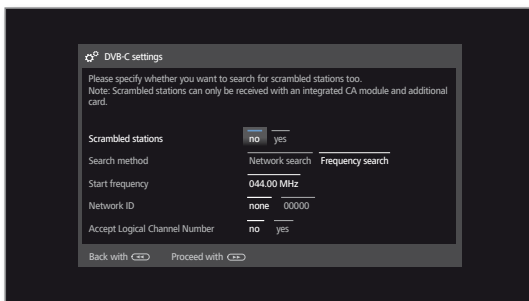 DVB-C settings
Please specify whether you want to search for scrambled stations too.
Note: Scrambled stations can only be received with an integrated CA module and additional
card.
Scrambled stations no yes
Search method Network search Frequency search
Start frequency 044.00 MHz
Network ID none 00000
Accept Logical Channel Number no yes
Back with Proceed with